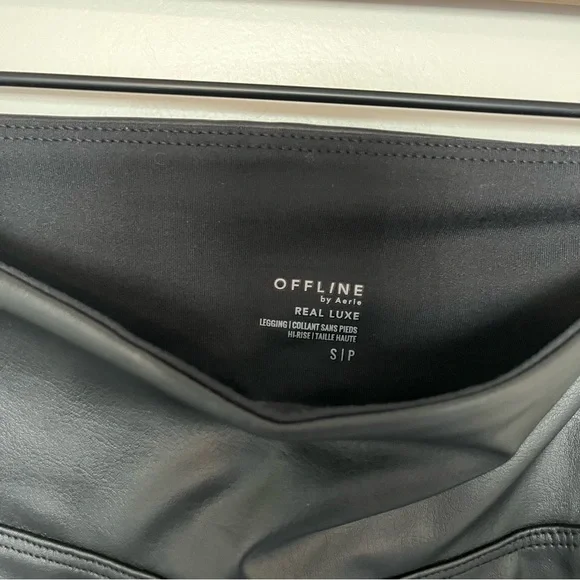 OFFLINE
by Aerie
REAL LUXE
LEGGING | COLLANT SANS PIEDS
HI-RISE | TAILLE HAUTE
S|P